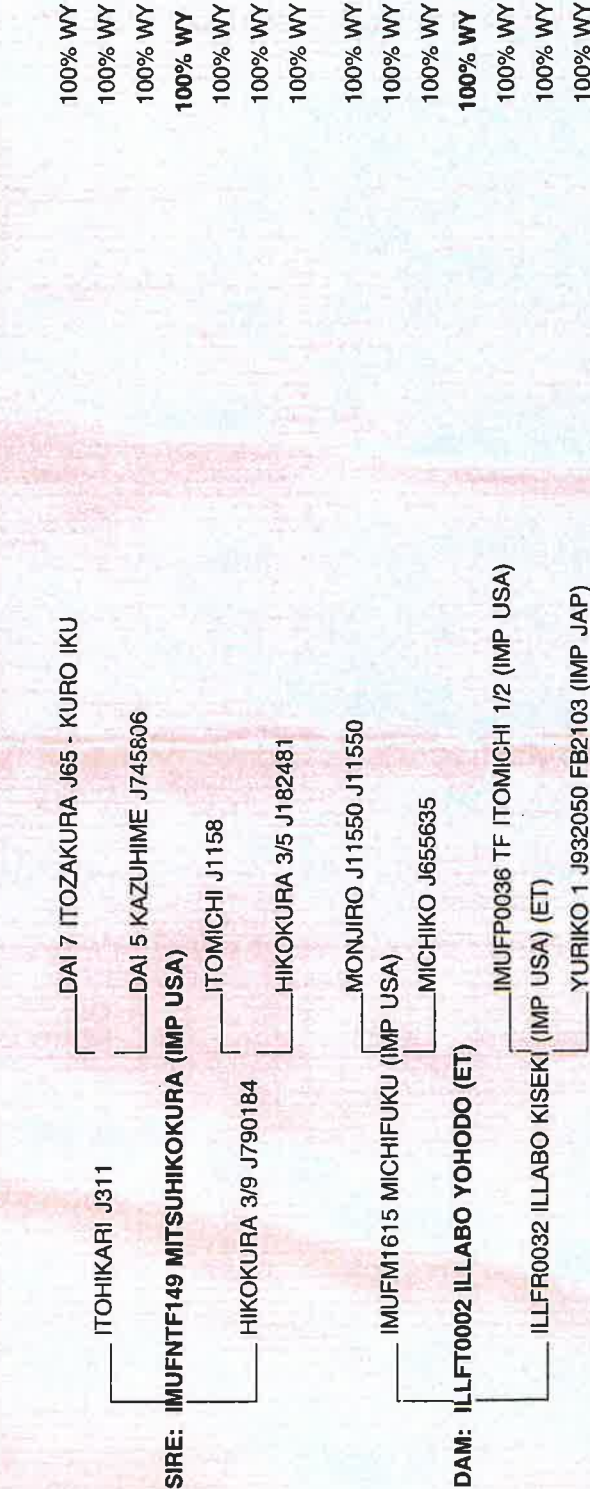 DAI 7 ITOZAKURA J65 - KURO IKU 100% WY
ITOHIKARI J311 100% WY
DAI 5 KAZUHIME J745806 100% WY
SIRE: IMUFNTF149 MITSUHIKOKURA (IMP USA) 100% WY
ITOMICHI J1158 100% WY
HIKOKURA 3/9 J790184 100% WY
HIKOKURA 3/5 J182481 100% WY
MONJIRO J11550 J11550 100% WY
IMUFM1615 MICHIFUKU (IMP USA) 100% WY
MICHIKO J655635 100% WY
DAM: ILLFT0002 ILLABO YOHODO (ET) 100% WY
IMUFP0036 TF ITOMICHI 1/2 (IMP USA) 100% WY
ILLFR0032 ILLABO KISEKI (IMP USA) (ET) 100% WY
YURIKO 1 J932050 FB2103 (IMP JAP) 100% WY